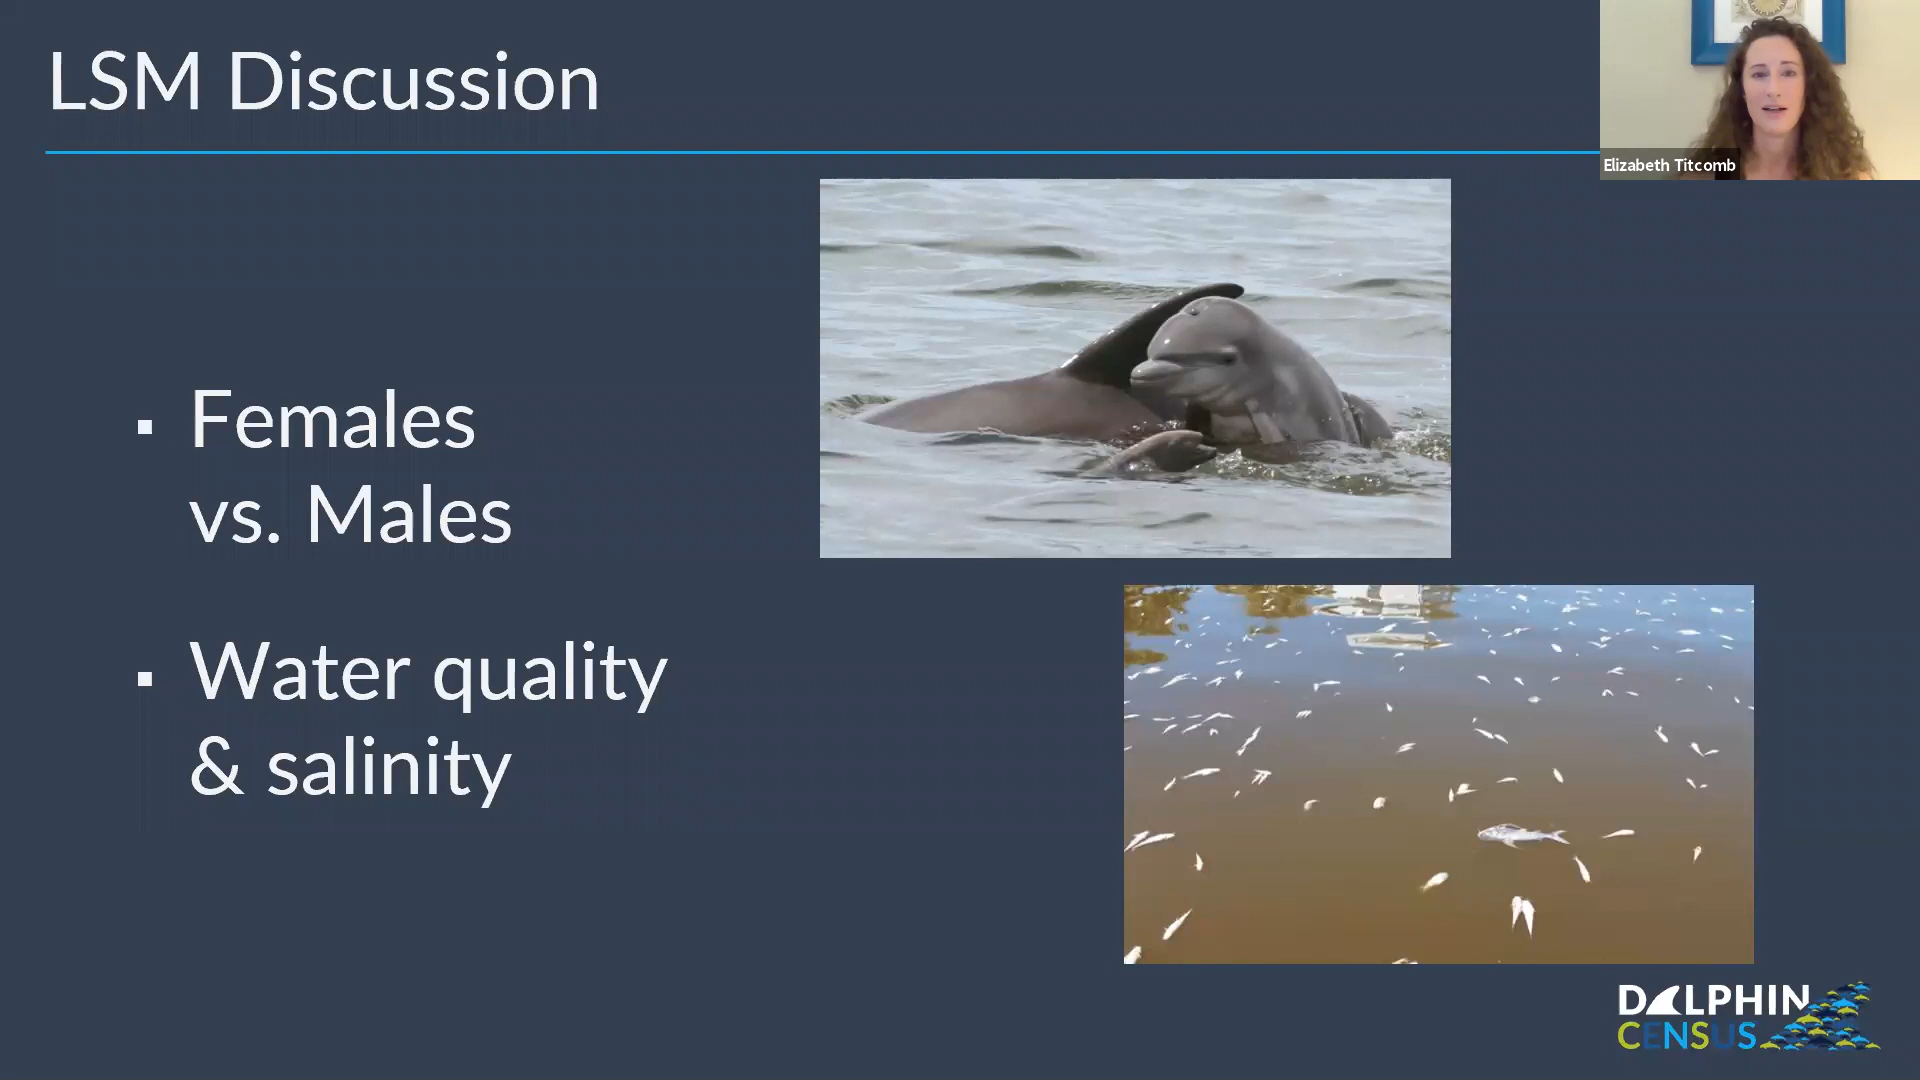 LSM Discussion
Elizabeth Titcomb
▪ Females
vs. Males
▪ Water quality
& salinity
DOLPHIN
CENSUS